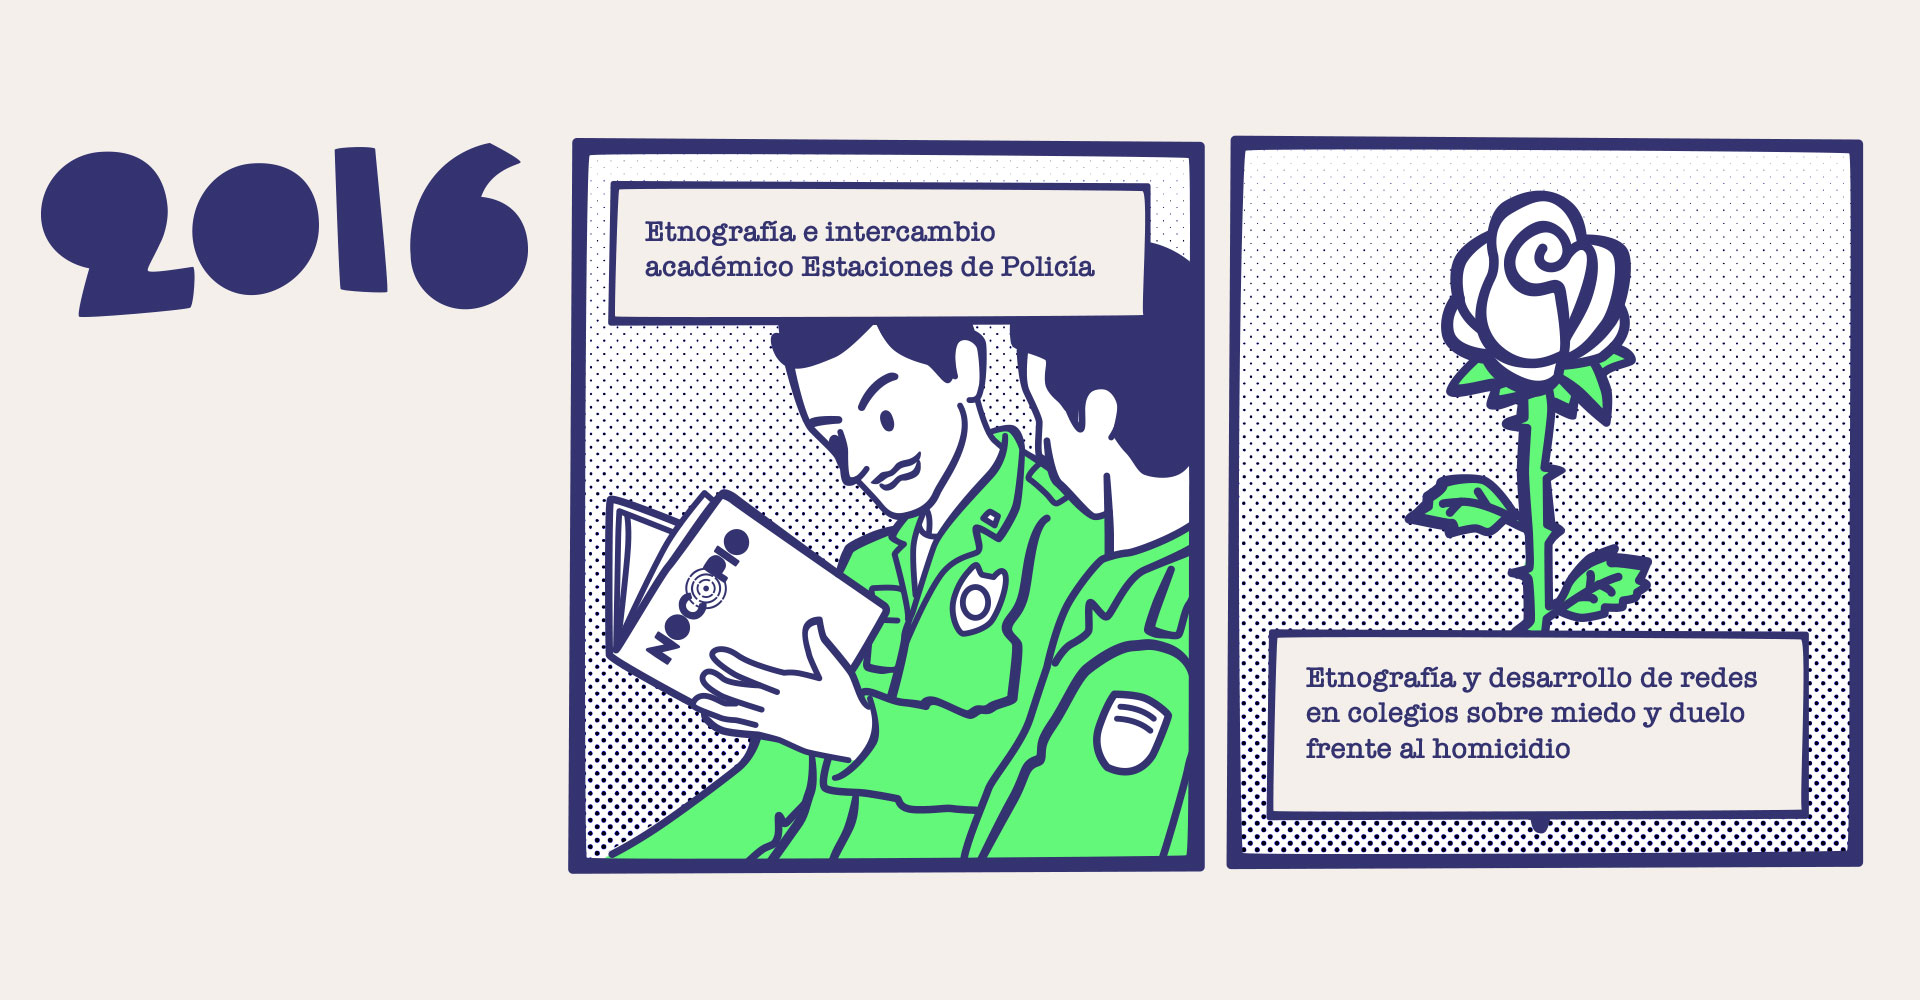 2016
Etnografía e intercambio
académico Estaciones de Policía
NOCOPIO
Etnografía y desarrollo de redes
en colegios sobre miedo y duelo
frente al homicidio